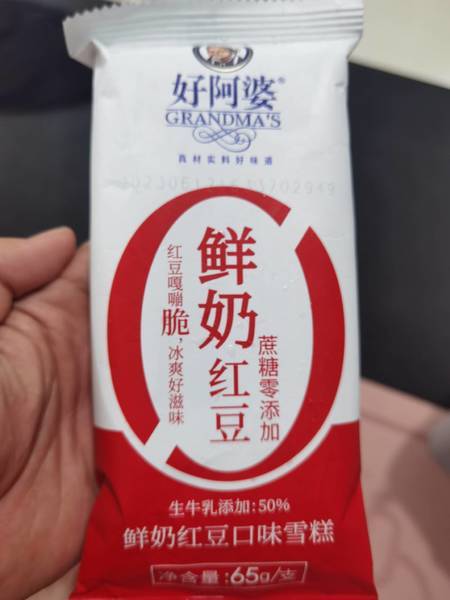 好阿婆®
GRANDMA'S
真材实料好味道
鲜奶红豆
红豆嘎嘣脆，冰爽好滋味
蔗糖零添加
生牛乳添加:50%
鲜奶红豆口味雪糕
净含量:65g/支